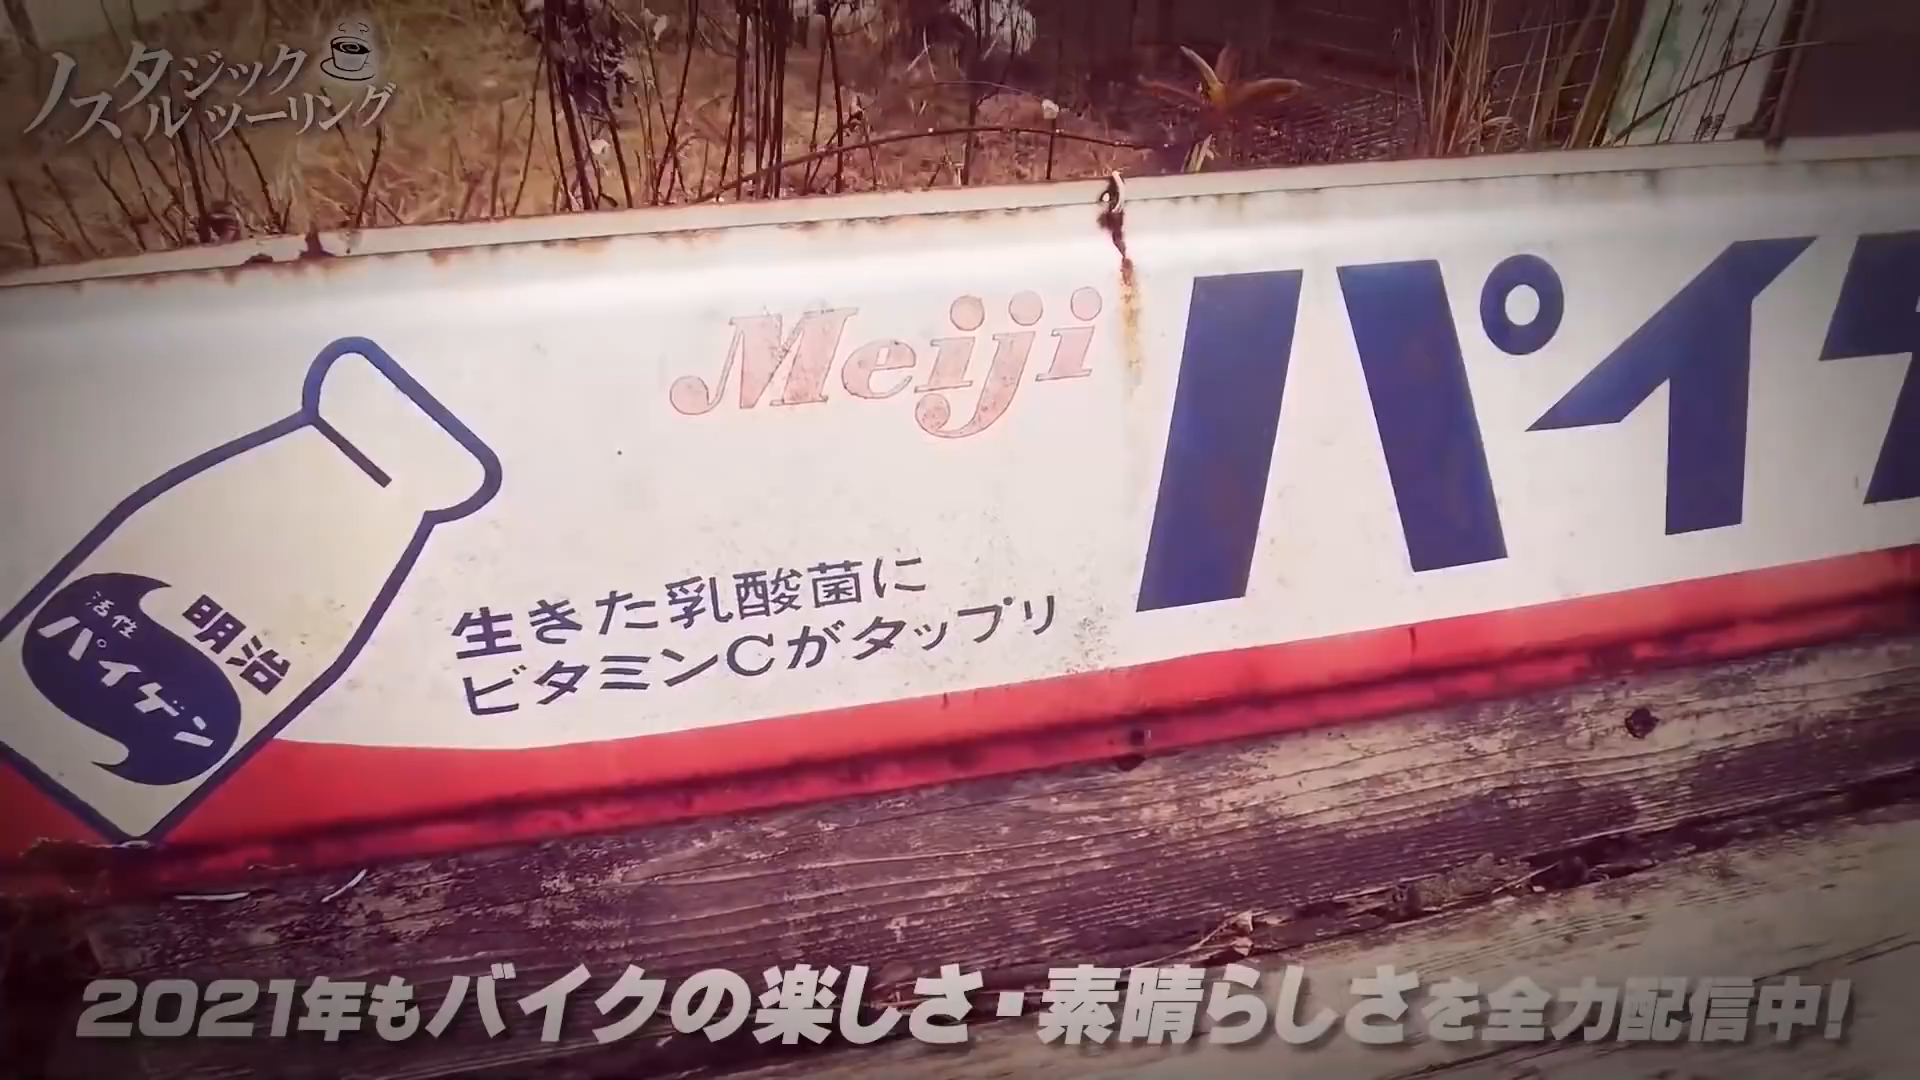 ノスタルジック
ツーリング
Meiji
パイゲ
生きた乳酸菌に
ビタミンCがタップリ
明治
活性
パイゲン
2021年もバイクの楽しさ・素晴らしさを全力配信中!